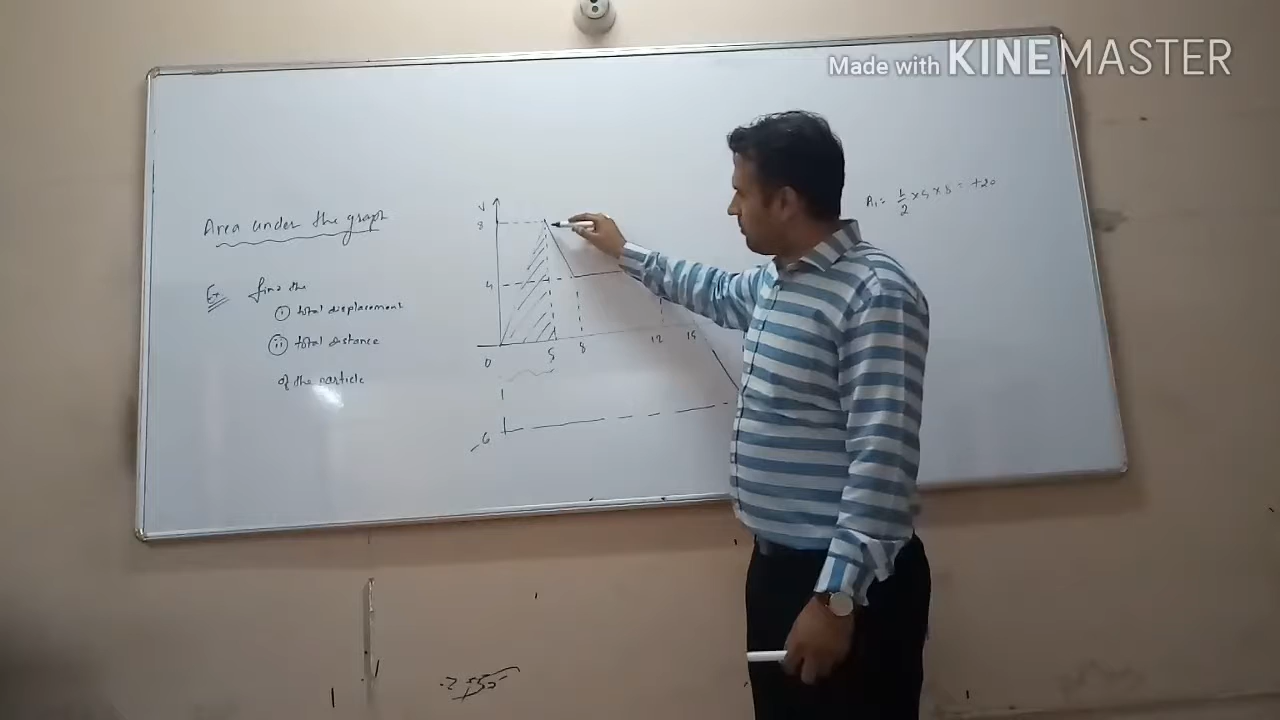 Made with KINEMASTER
Area under the graph
Ex find the
(i) total displacement
(ii) total distance
of the particle
V
8
4
0
5 8 12 15
-6
A₁ = 1/2 × 5 × 8 = +20